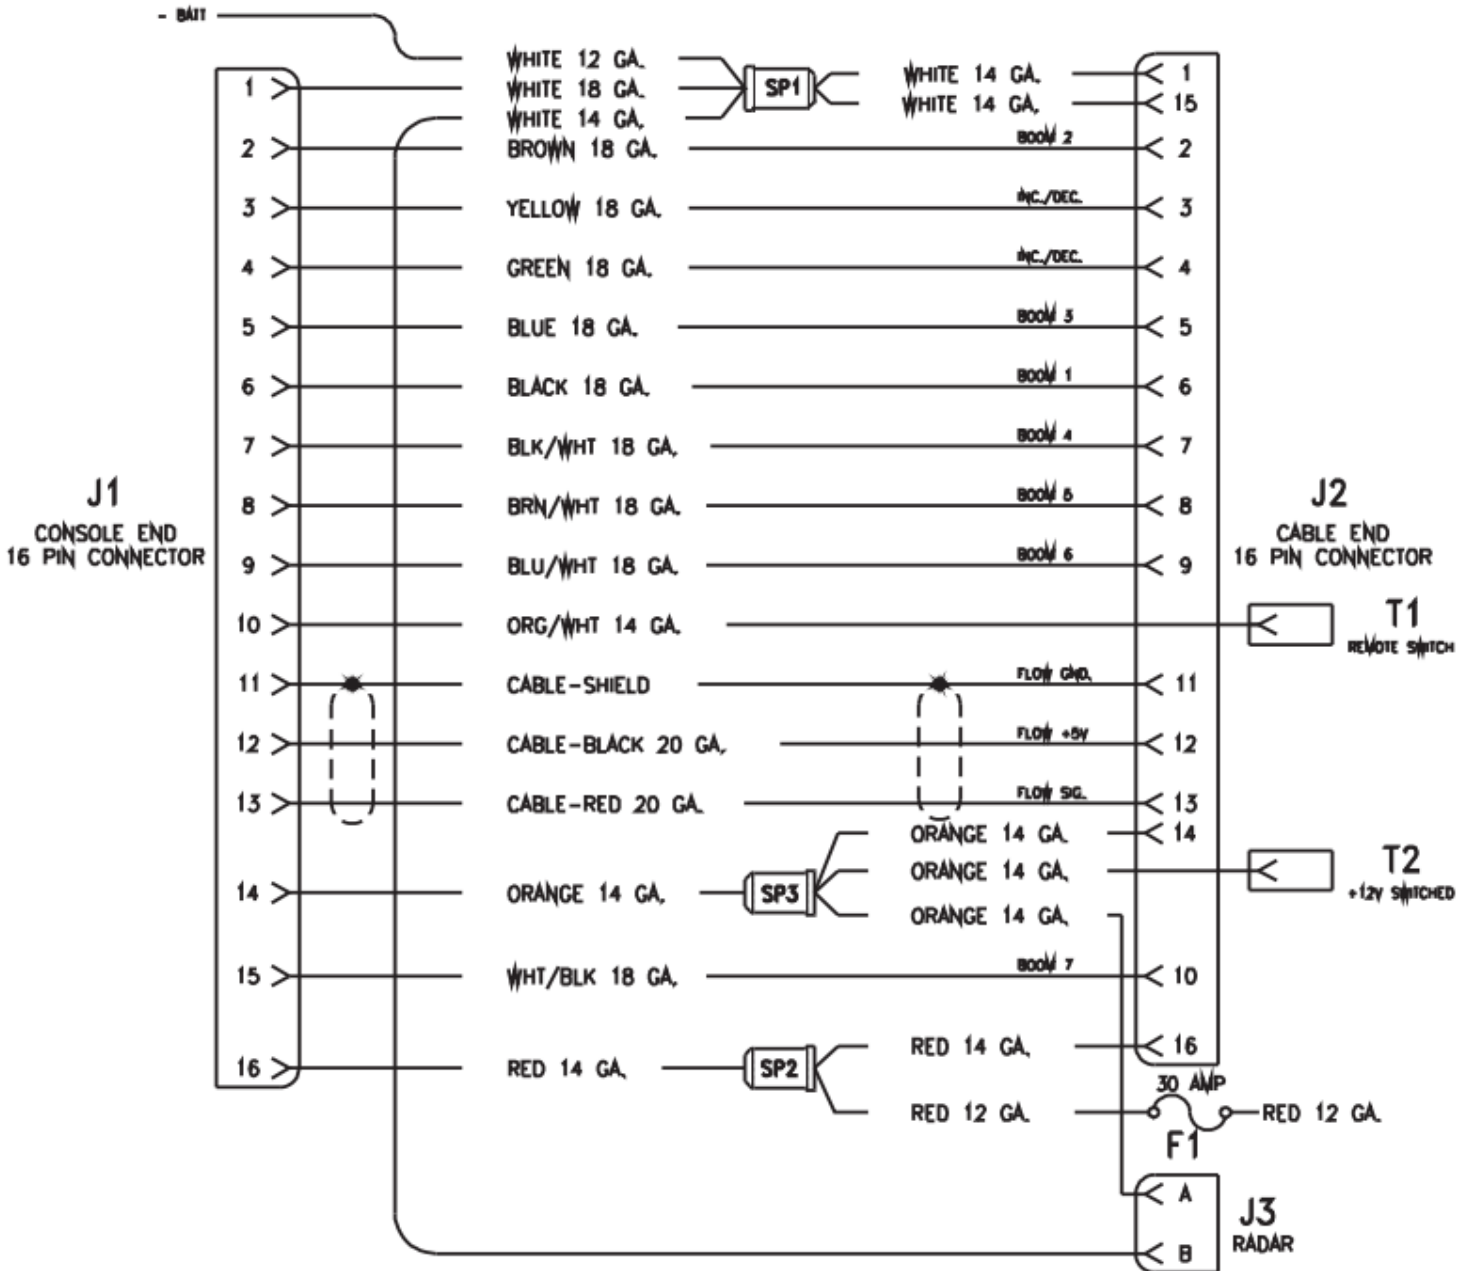 - BATT
WHITE 12 GA.
1 WHITE 18 GA. SP1 WHITE 14 GA. 1
WHITE 14 GA. WHITE 14 GA. 15
2 BROWN 18 GA. BOOM 2 2
3 YELLOW 18 GA. INC./DEC. 3
4 GREEN 18 GA. INC./DEC. 4
5 BLUE 18 GA. BOOM 3 5
6 BLACK 18 GA. BOOM 1 6
7 BLK/WHT 18 GA. BOOM 4 7
J1
CONSOLE END
16 PIN CONNECTOR
8 BRN/WHT 18 GA. BOOM 5 8
J2
CABLE END
16 PIN CONNECTOR
9 BLU/WHT 18 GA. BOOM 6 9
10 ORG/WHT 14 GA. T1
REMOTE SWITCH
11 CABLE-SHIELD FLOW GND. 11
12 CABLE-BLACK 20 GA. FLOW +5V 12
13 CABLE-RED 20 GA. FLOW SIG. 13
ORANGE 14 GA. 14
ORANGE 14 GA. T2
+12V SWITCHED
14 ORANGE 14 GA. SP3
ORANGE 14 GA.
15 WHT/BLK 18 GA. BOOM 7 10
RED 14 GA. 16
16 RED 14 GA. SP2
30 AMP
RED 12 GA. RED 12 GA.
F1
A
J3
RADAR
B